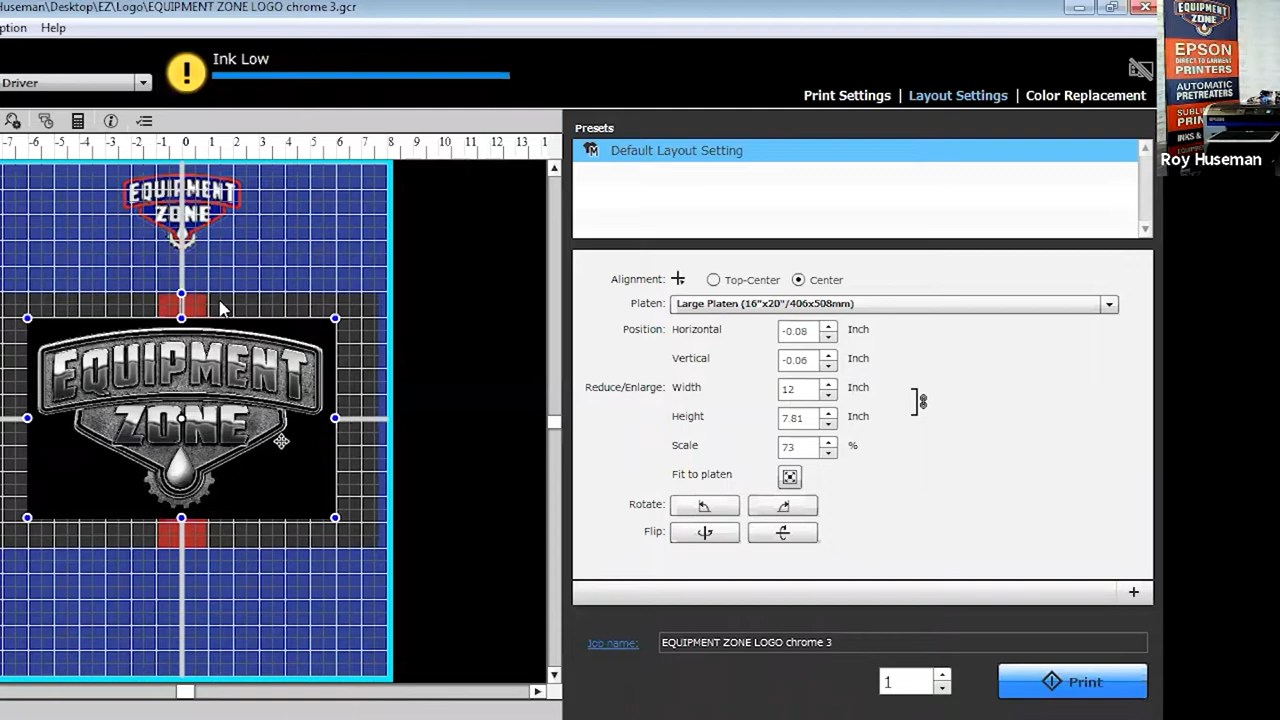 Huseman\Desktop\EZ\Logo\EQUIPMENT ZONE LOGO chrome 3.gcr
ption Help
Ink Low
Driver
Print Settings | Layout Settings | Color Replacement
-7 -6 -5 -4 -3 -2 -1 0 1 2 3 4 5 6 7 8 9 10 11 12 13 1
EQUIPMENT
ZONE
EQUIPMENT
ZONE
Presets
Default Layout Setting
Alignment: Top-Center Center
Platen: Large Platen (16"x20"/406x508mm)
Position: Horizontal -0.08 Inch
Vertical -0.06 Inch
Reduce/Enlarge: Width 12 Inch
Height 7.81 Inch
Scale 73 %
Fit to platen
Rotate:
Flip:
Job name: EQUIPMENT ZONE LOGO chrome 3
1 Print
EQUIPMENT
ZONE
EPSON
DIRECT TO GARMENT
PRINTERS
AUTOMATIC
PRETREATERS
SUBLI
PRIN
INKS &
EPSON
Roy Huseman